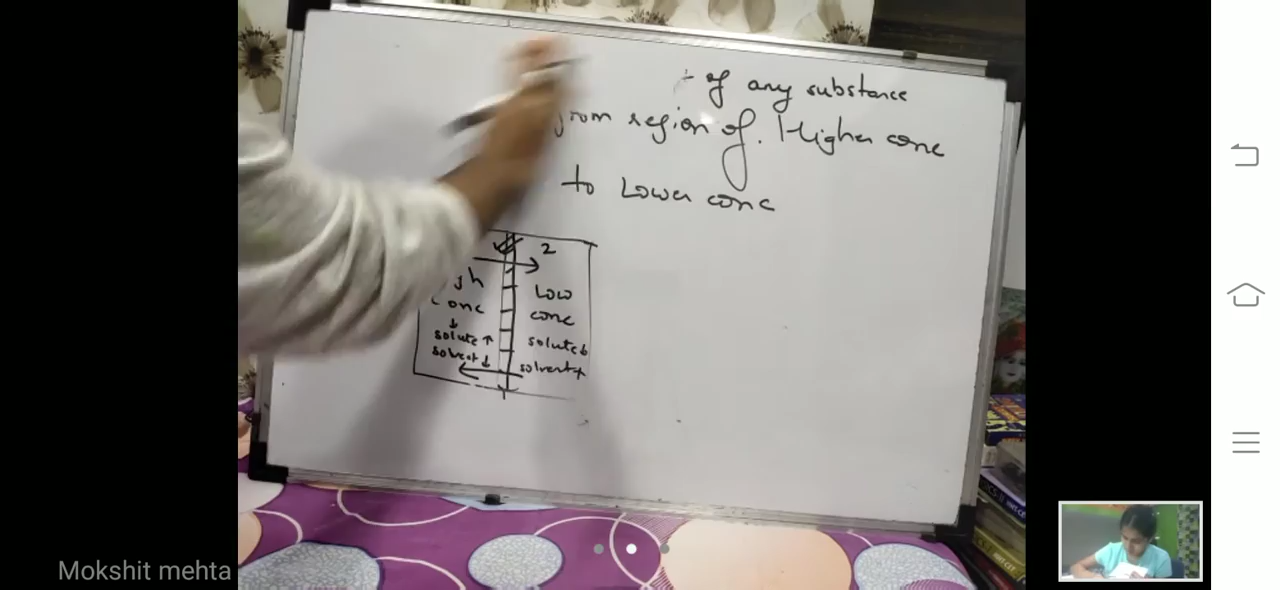 of any substance
from region of. Higher conc
to Lower conc
2
Low
conc
conc
solute ↑
solute ↓
solvent ↓
solvent ↑
Mokshit mehta